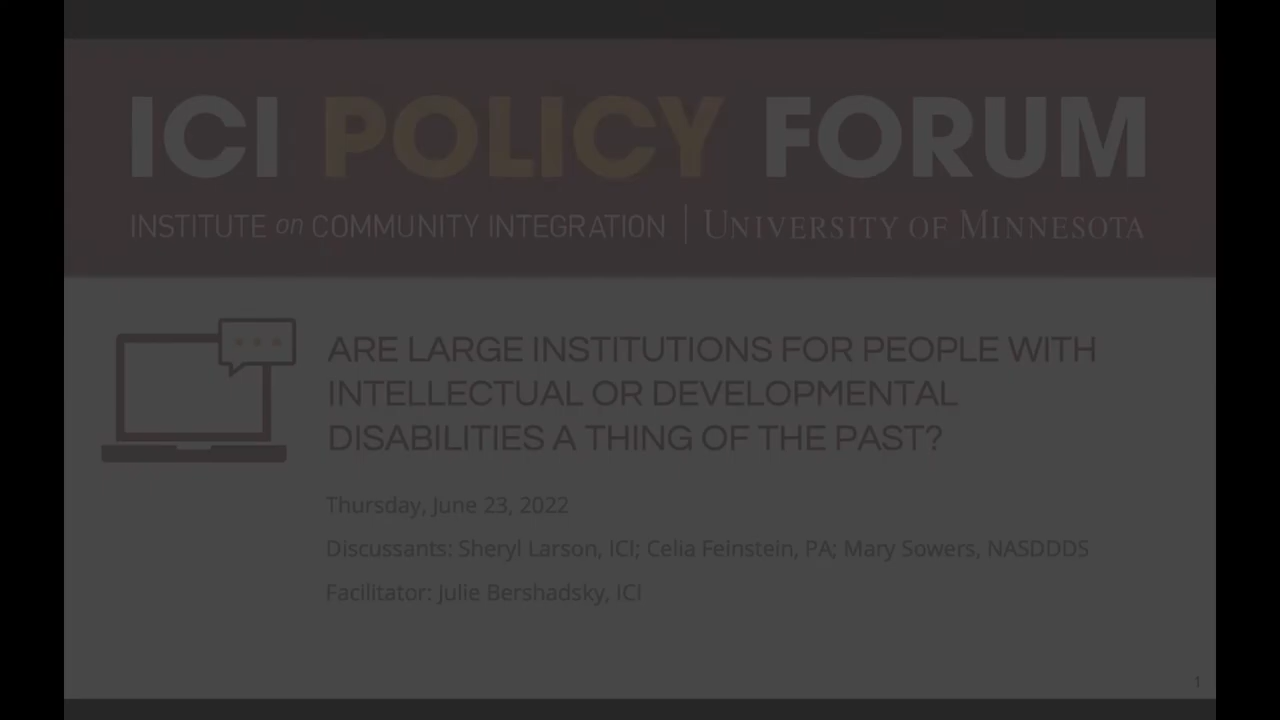 ICI POLICY FORUM
INSTITUTE on COMMUNITY INTEGRATION | UNIVERSITY OF MINNESOTA
ARE LARGE INSTITUTIONS FOR PEOPLE WITH
INTELLECTUAL OR DEVELOPMENTAL
DISABILITIES A THING OF THE PAST?
Thursday, June 23, 2022
Discussants: Sheryl Larson, ICI; Celia Feinstein, PA; Mary Sowers, NASDDDS
Facilitator: Julie Bershadsky, ICI
1